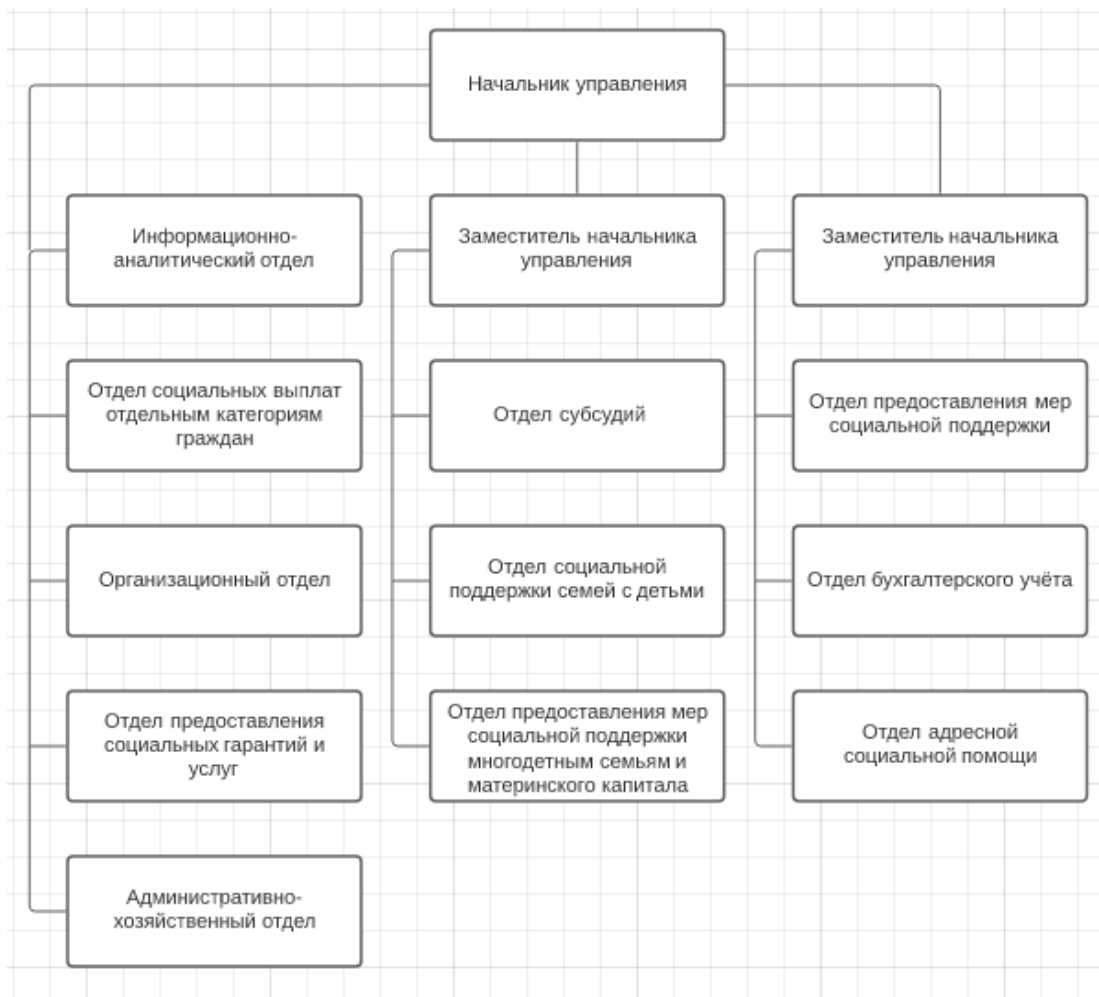 Начальник управления
Информационно-
аналитический отдел
Заместитель начальника
управления
Заместитель начальника
управления
Отдел социальных выплат
отдельным категориям
граждан
Отдел субсудий
Отдел предоставления мер
социальной поддержки
Организационный отдел
Отдел социальной
поддержки семей с детьми
Отдел бухгалтерского учёта
Отдел предоставления
социальных гарантий и
услуг
Отдел предоставления мер
социальной поддержки
многодетным семьям и
материнского капитала
Отдел адресной
социальной помощи
Административно-
хозяйственный отдел